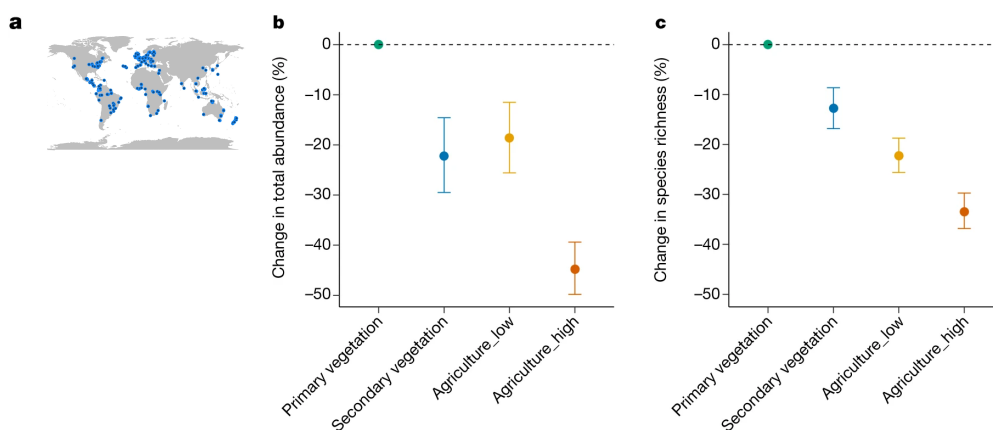 a
b
Change in total abundance (%)
0
–10
–20
–30
–40
–50
Primary vegetation
Secondary vegetation
Agriculture_low
Agriculture_high
c
Change in species richness (%)
0
–10
–20
–30
–40
–50
Primary vegetation
Secondary vegetation
Agriculture_low
Agriculture_high